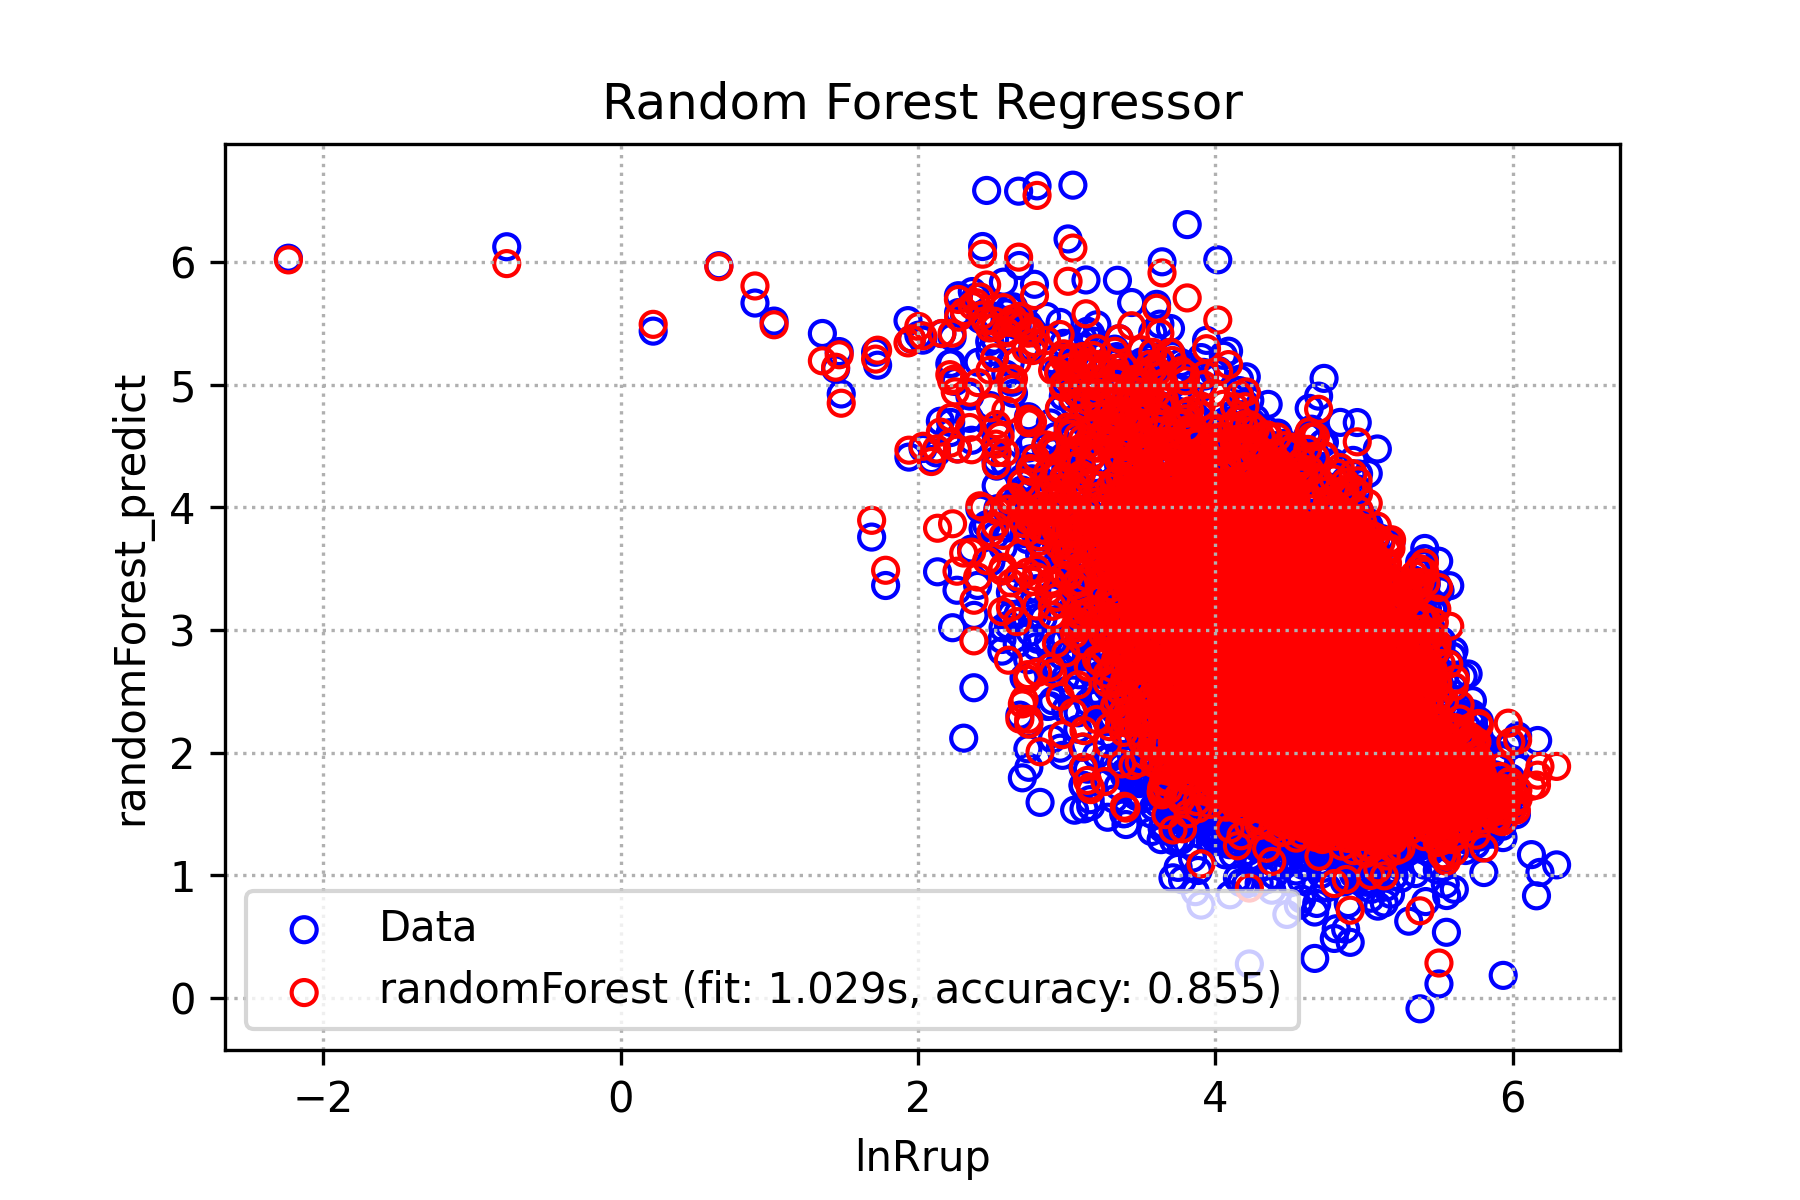 Random Forest Regressor
randomForest_predict
6
5
4
3
2
1
0
Data
randomForest (fit: 1.029s, accuracy: 0.855)
−2 0 2 4 6
lnRrup